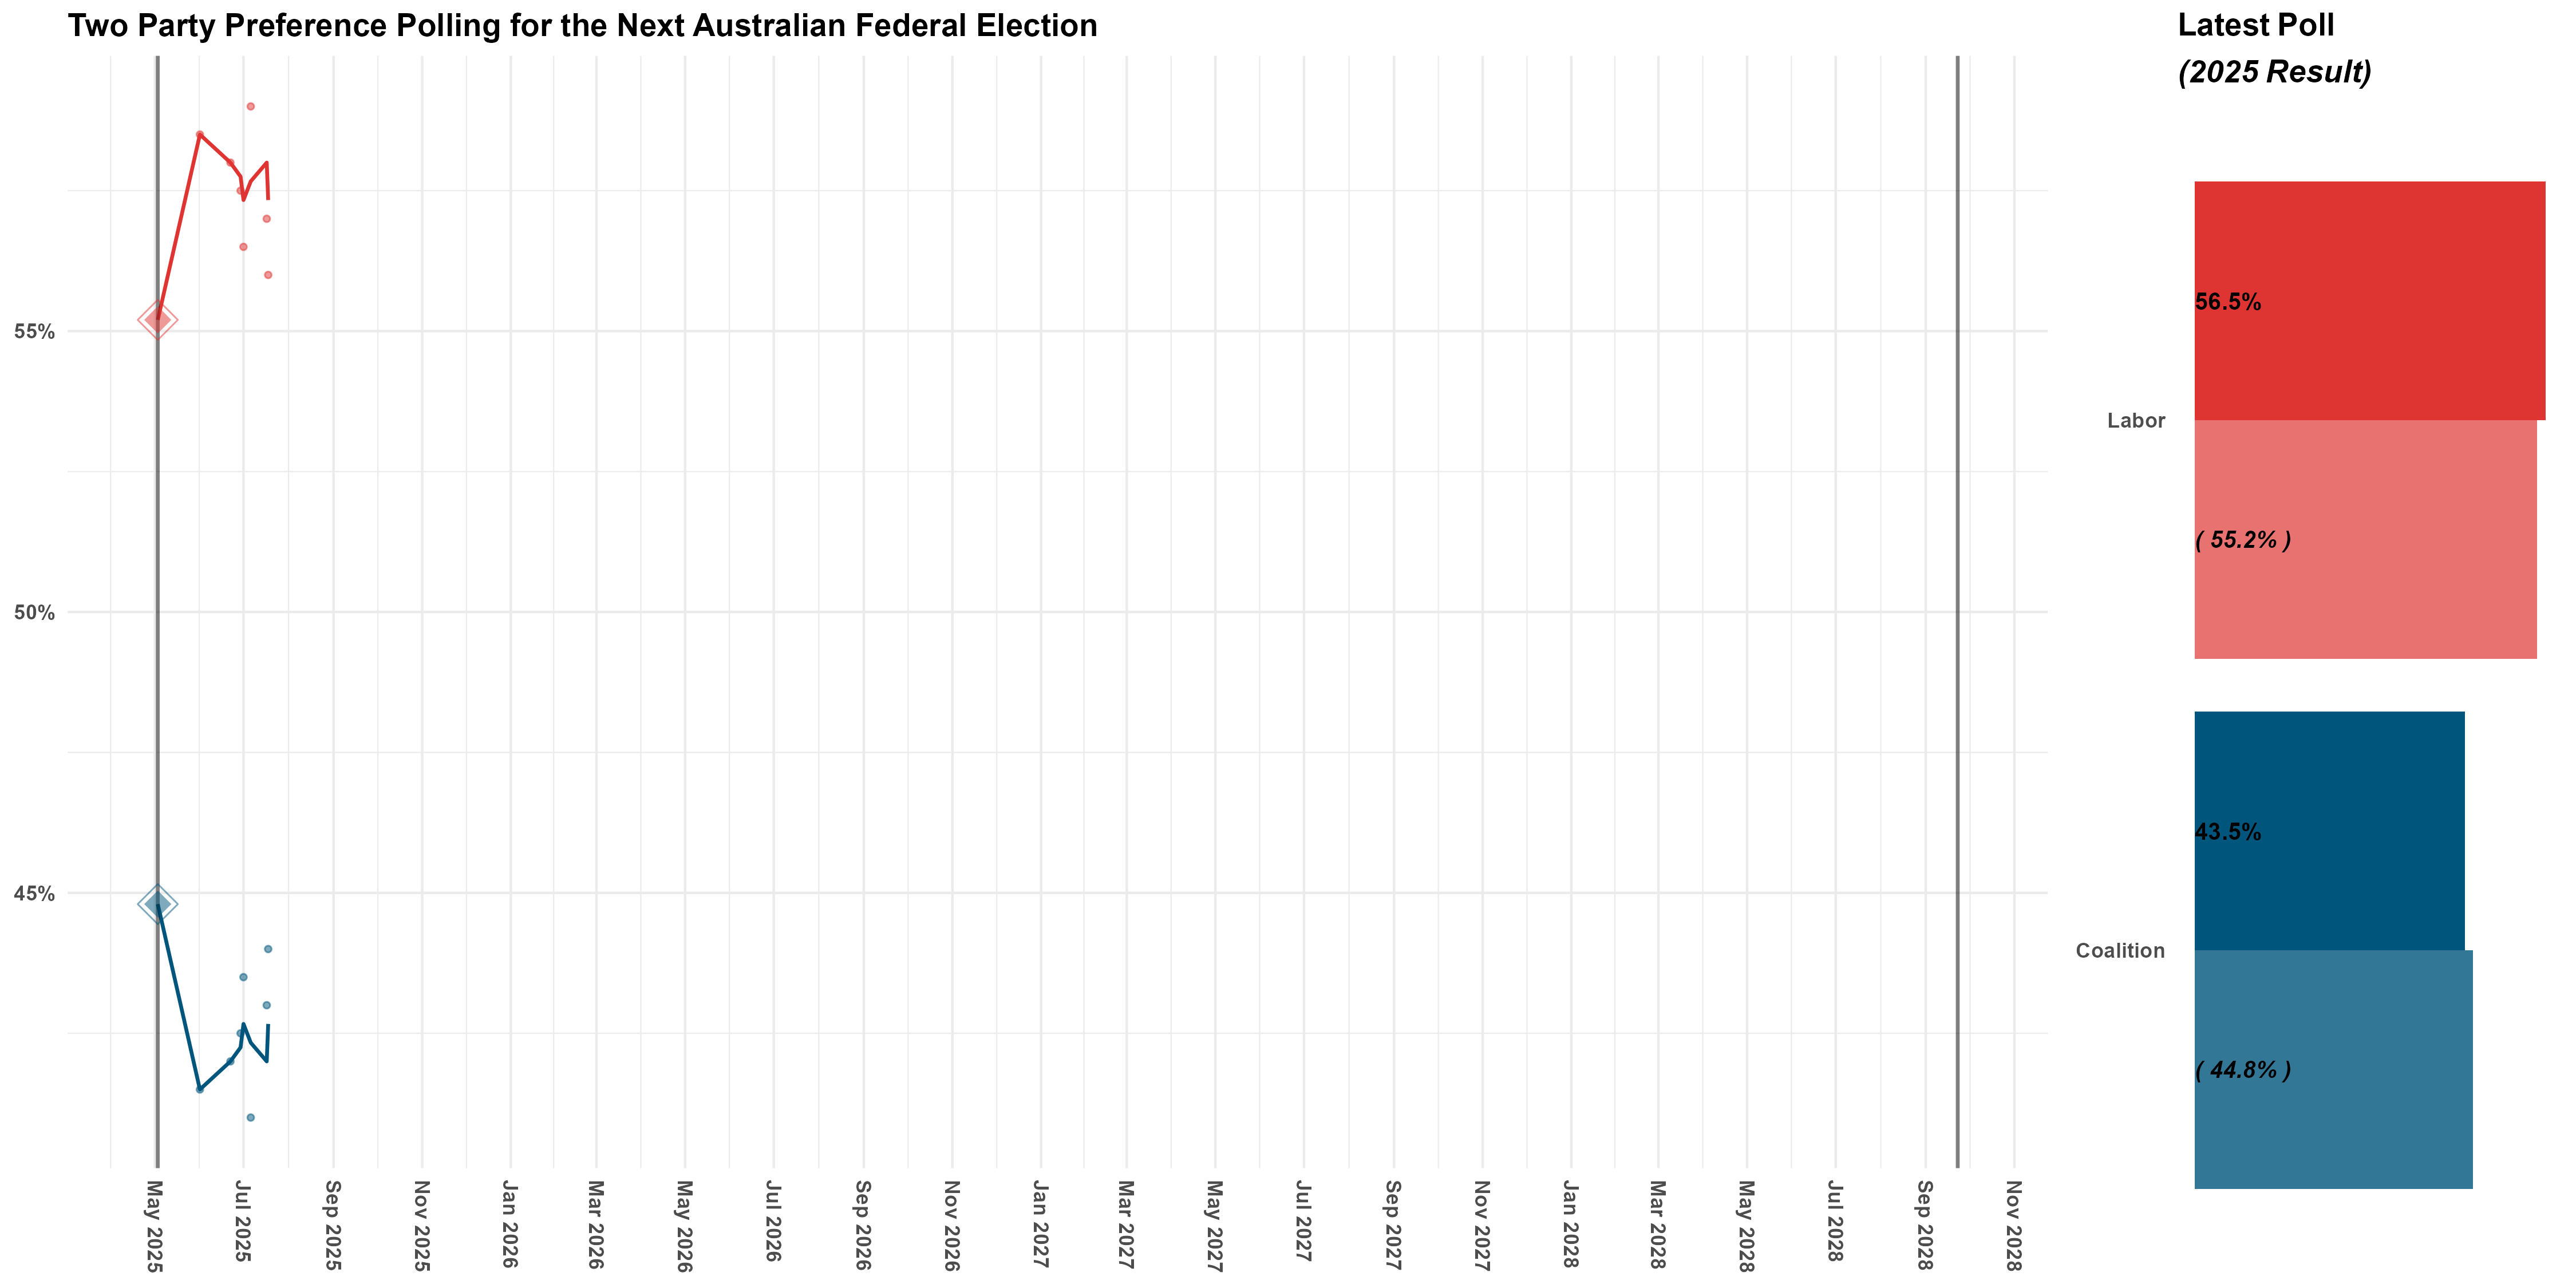 Two Party Preference Polling for the Next Australian Federal Election
55%
50%
45%
May 2025
Jul 2025
Sep 2025
Nov 2025
Jan 2026
Mar 2026
May 2026
Jul 2026
Sep 2026
Nov 2026
Jan 2027
Mar 2027
May 2027
Jul 2027
Sep 2027
Nov 2027
Jan 2028
Mar 2028
May 2028
Jul 2028
Sep 2028
Nov 2028
Latest Poll
(2025 Result)
56.5%
Labor
( 55.2% )
43.5%
Coalition
( 44.8% )